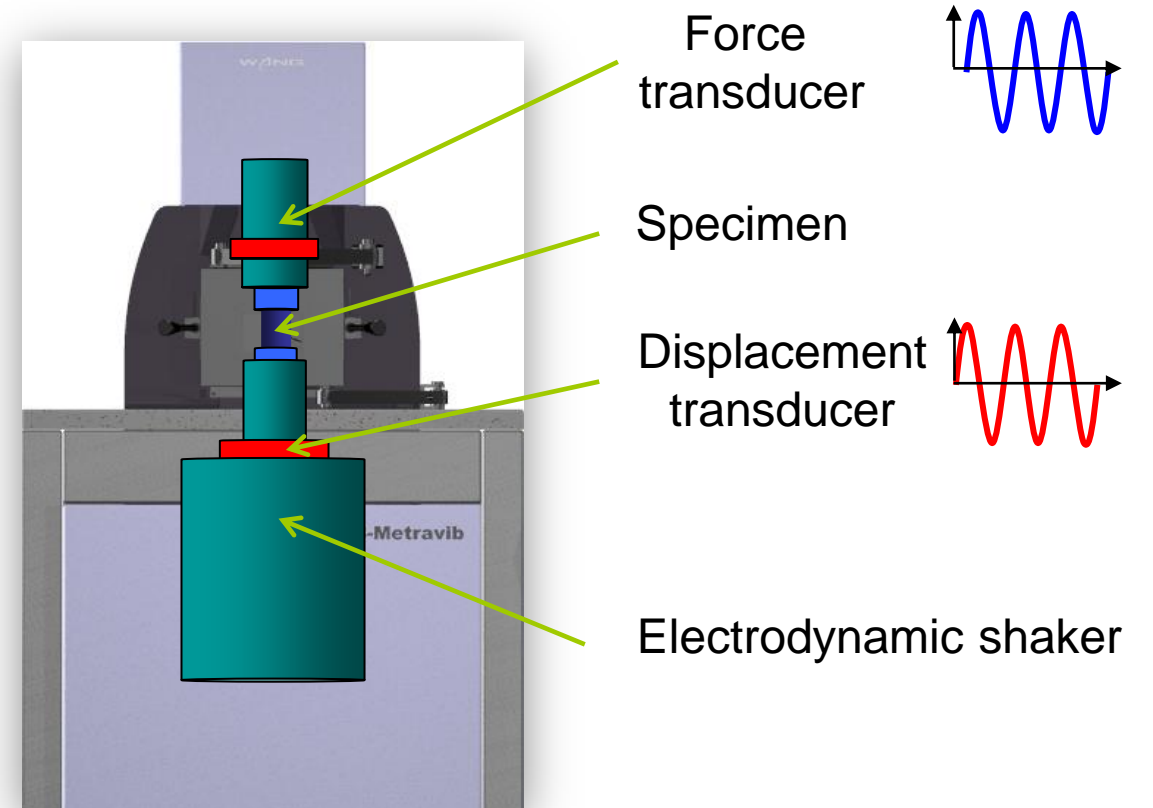 Force
transducer
Specimen
Displacement
transducer
-Metravib
Electrodynamic shaker